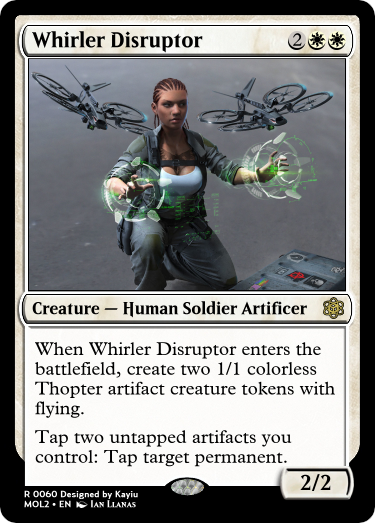 Whirler Disruptor 2
Creature — Human Soldier Artificer
When Whirler Disruptor enters the
battlefield, create two 1/1 colorless
Thopter artifact creature tokens with
flying.
Tap two untapped artifacts you
control: Tap target permanent.
2/2
R 0060 Designed by Kayiu
MOL2 • EN Ian Llanas